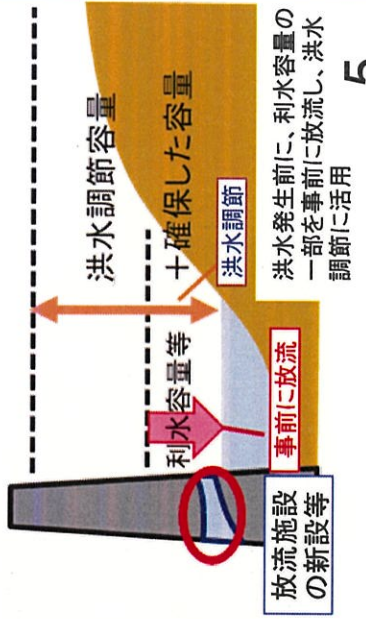 洪水調節容量
＋確保した容量
利水容量等
洪水調節
事前に放流
放流施設
の新設等
洪水発生前に、利水容量の
一部を事前に放流し、洪水
調節に活用
5